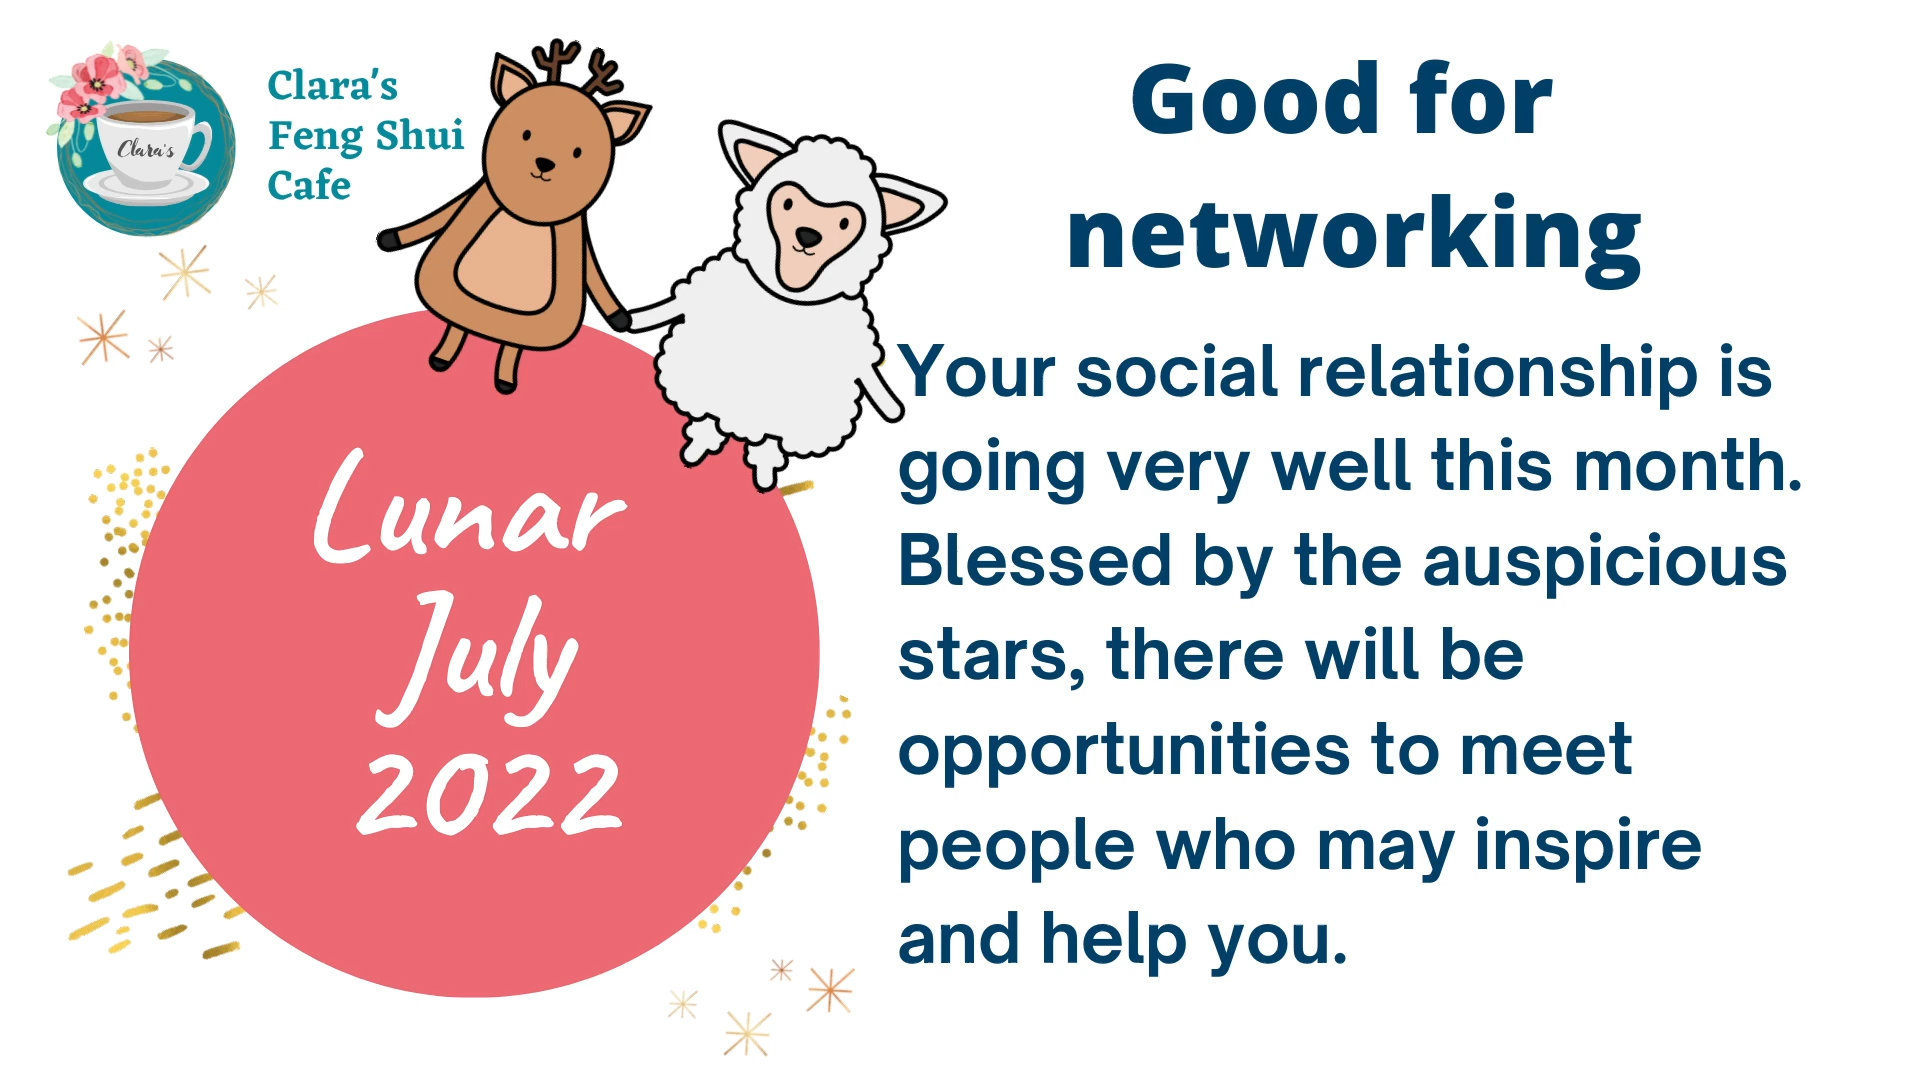 Clara's
Clara's
Feng Shui
Cafe
Good for
networking
Lunar
July
2022
Your social relationship is
going very well this month.
Blessed by the auspicious
stars, there will be
opportunities to meet
people who may inspire
and help you.